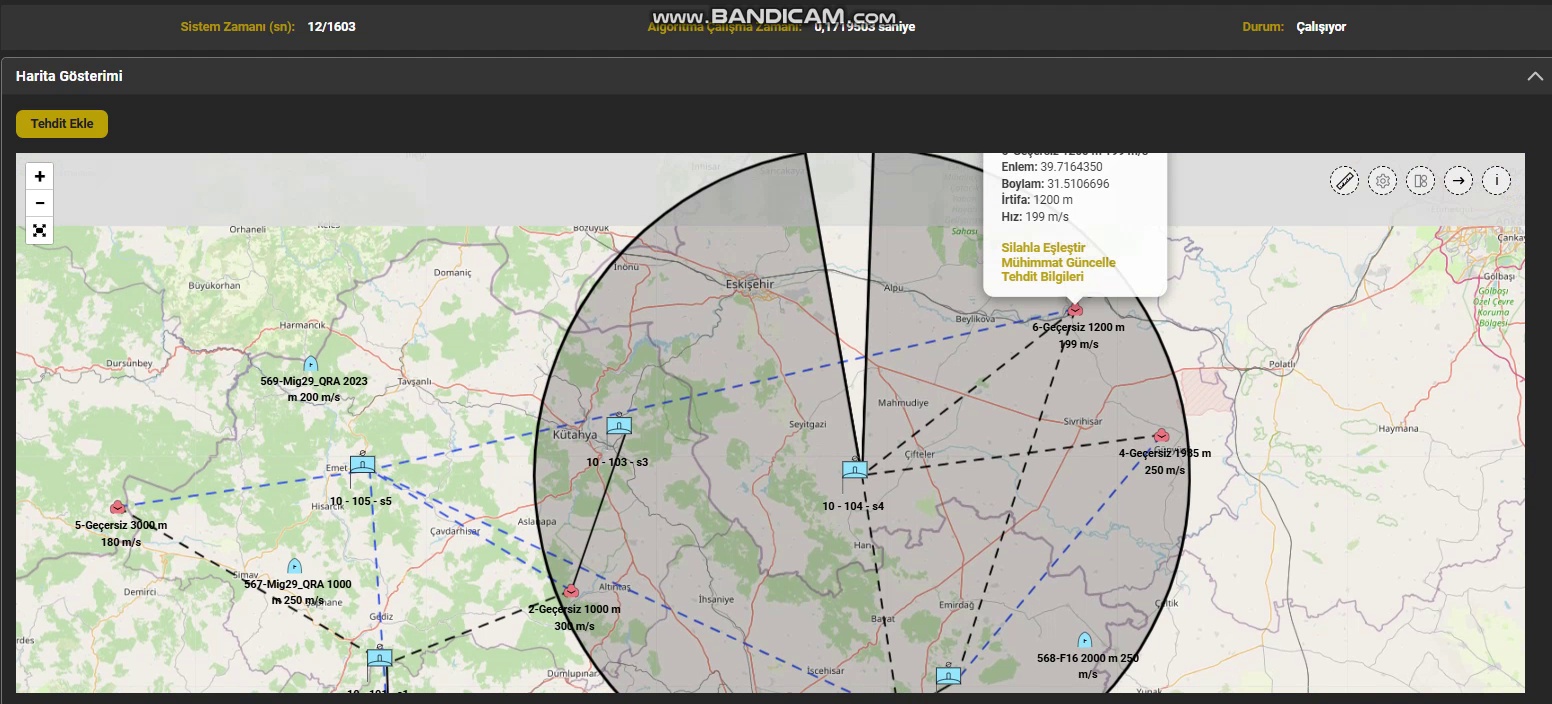 www.BANDICAM.com
Sistem Zamanı (sn): 12/1603
Algoritma Çalışma Zamanı: 0,1719503 saniye
Durum: Çalışıyor
Harita Gösterimi
Tehdit Ekle
+
−
Enlem: 39.7164350
Boylam: 31.5106696
İrtifa: 1200 m
Hız: 199 m/s
Silahla Eşleştir
Mühimmat Güncelle
Tehdit Bilgileri
i
Orhaneli
Keles
Bozüyük
Sahası
Çankay
İnönü
Domaniç
Büyükorhan
Eskişehir
Alpu
Gölbaşı
Gölbaşı
Özel Çevre
Koruma
Bölgesi
Harmancık
Beylikova
6-Geçersiz 1200 m
199 m/s
Dursunbey
Polatlı
569-Mig29_QRA 2023
m 200 m/s
Tavşanlı
Mahmudiye
Seyitgazi
Sivrihisar
Haymana
Kütahya
10 - 103 - s3
Çifteler
4-Geçersiz 1985 m
250 m/s
Emet
10 - 105 - s5
Hisarcık
10 - 104 - s4
5-Geçersiz 3000 m
180 m/s
Aslanapa
Çavdarhisar
Han
Simav
567-Mig29_QRA 1000
m 250 m/s
Şaphane
Demirci
Altıntaş
2-Geçersiz 1000 m
300 m/s
İhsaniye
Emirdağ
Çeltik
Gediz
Bayat
rdes
568-F16 2000 m 250
m/s
Dumlupınar
İscehisar
Yunak